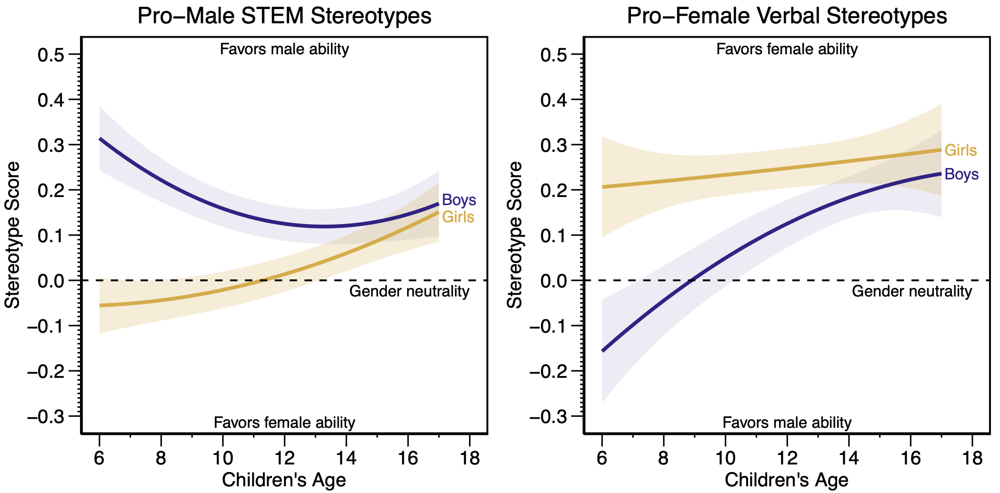 Pro−Male STEM Stereotypes
Favors male ability
0.5
0.4
0.3
0.2
0.1
0.0
−0.1
−0.2
−0.3
Stereotype Score
Boys
Girls
Gender neutrality
Favors female ability
6 8 10 12 14 16 18
Children's Age
Pro−Female Verbal Stereotypes
Favors female ability
0.5
0.4
0.3
0.2
0.1
0.0
−0.1
−0.2
−0.3
Stereotype Score
Girls
Boys
Gender neutrality
Favors male ability
6 8 10 12 14 16 18
Children's Age